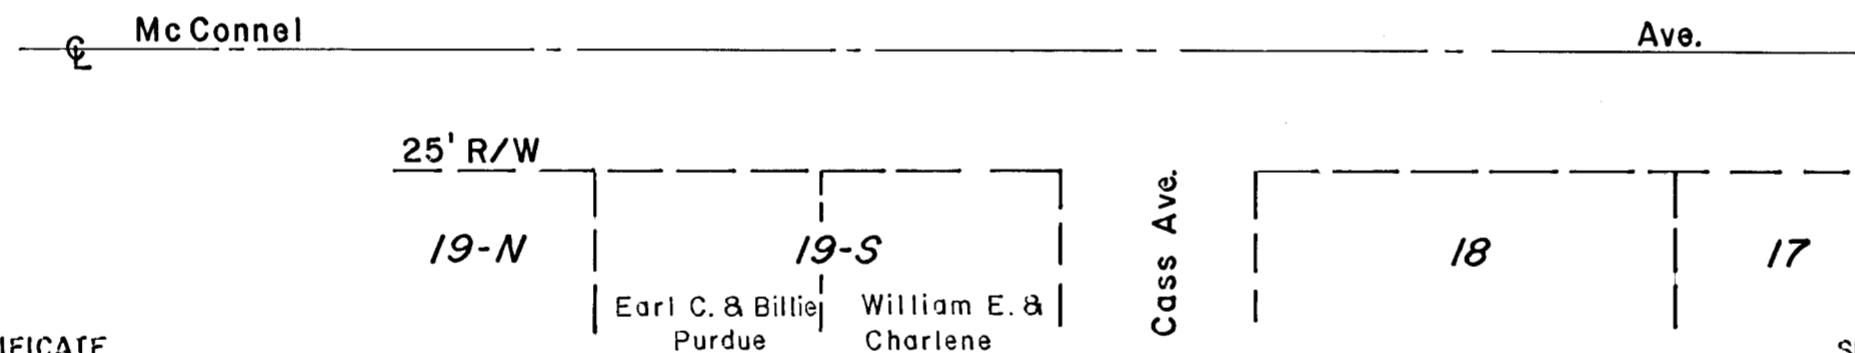 ℄ McConnel Ave.
25' R/W
19-N 19-S 18 17
Cass Ave.
Earl C. & Billie William E. &
Purdue Charlene